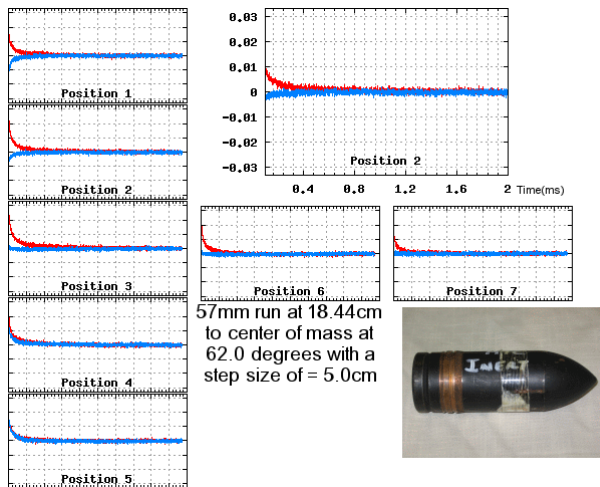 Position 1
Position 2
Position 3
Position 4
Position 5
0.03
0.02
0.01
0
-0.01
-0.02
-0.03
Position 2
0.4
0.8
1.2
1.6
2
Time(ms)
Position 6
Position 7
57mm run at 18.44cm
to center of mass at
62.0 degrees with a
step size of = 5.0cm
INERT